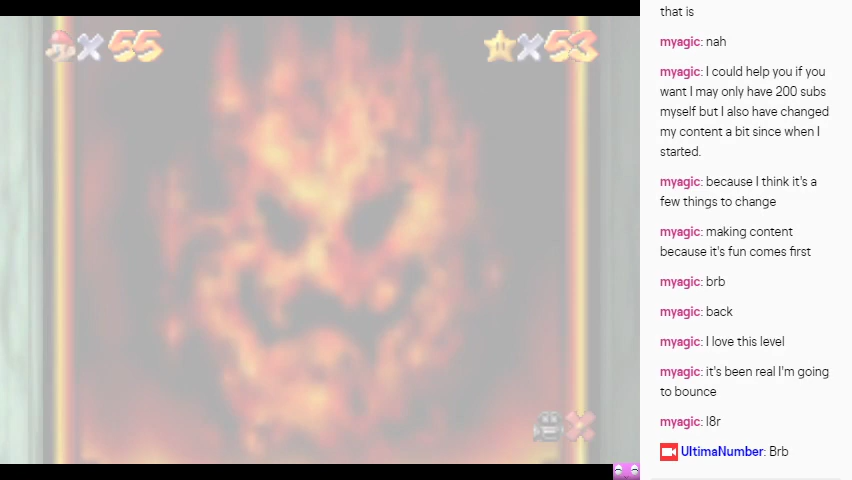 x 55
x 53
that is
myagic: nah
myagic: I could help you if you
want I may only have 200 subs
myself but I also have changed
my content a bit since when I
started.
myagic: because I think it's a
few things to change
myagic: making content
because it's fun comes first
myagic: brb
myagic: back
myagic: I love this level
myagic: it's been real I'm going
to bounce
myagic: l8r
UltimaNumber: Brb